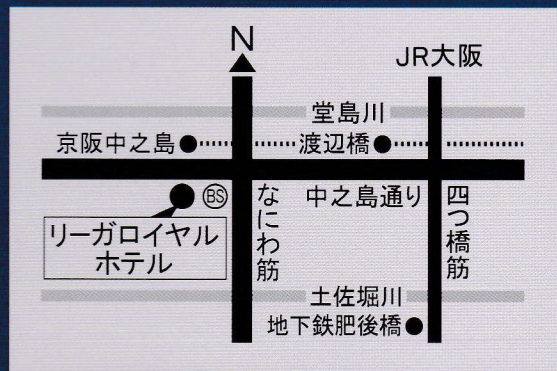 N
JR大阪
堂島川
京阪中之島
渡辺橋
BS
なにわ筋
中之島通り
四つ橋筋
リーガロイヤル
ホテル
土佐堀川
地下鉄肥後橋